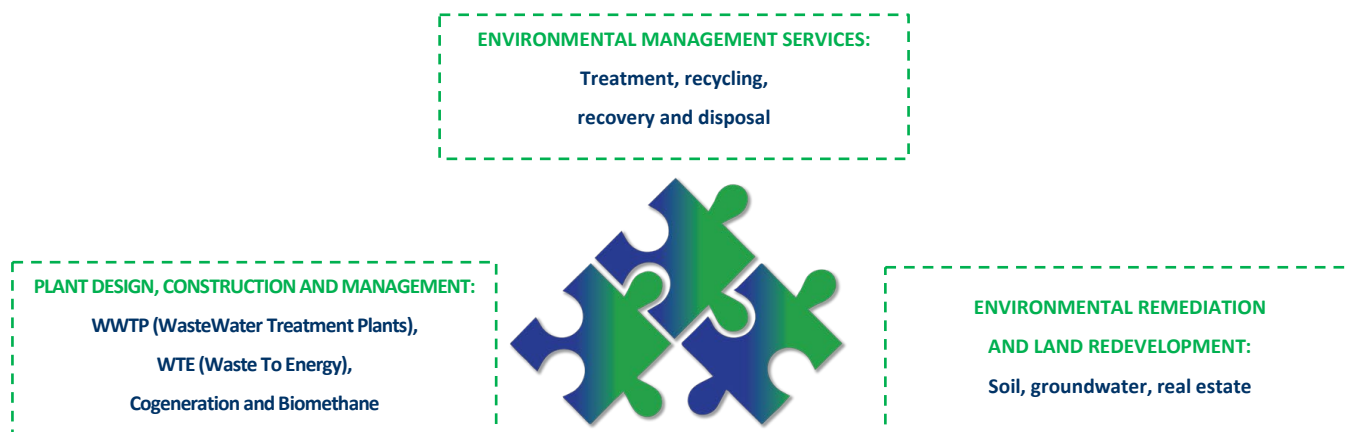 ENVIRONMENTAL MANAGEMENT SERVICES:
Treatment, recycling,
recovery and disposal
PLANT DESIGN, CONSTRUCTION AND MANAGEMENT:
WWTP (WasteWater Treatment Plants),
WTE (Waste To Energy),
Cogeneration and Biomethane
ENVIRONMENTAL REMEDIATION
AND LAND REDEVELOPMENT:
Soil, groundwater, real estate